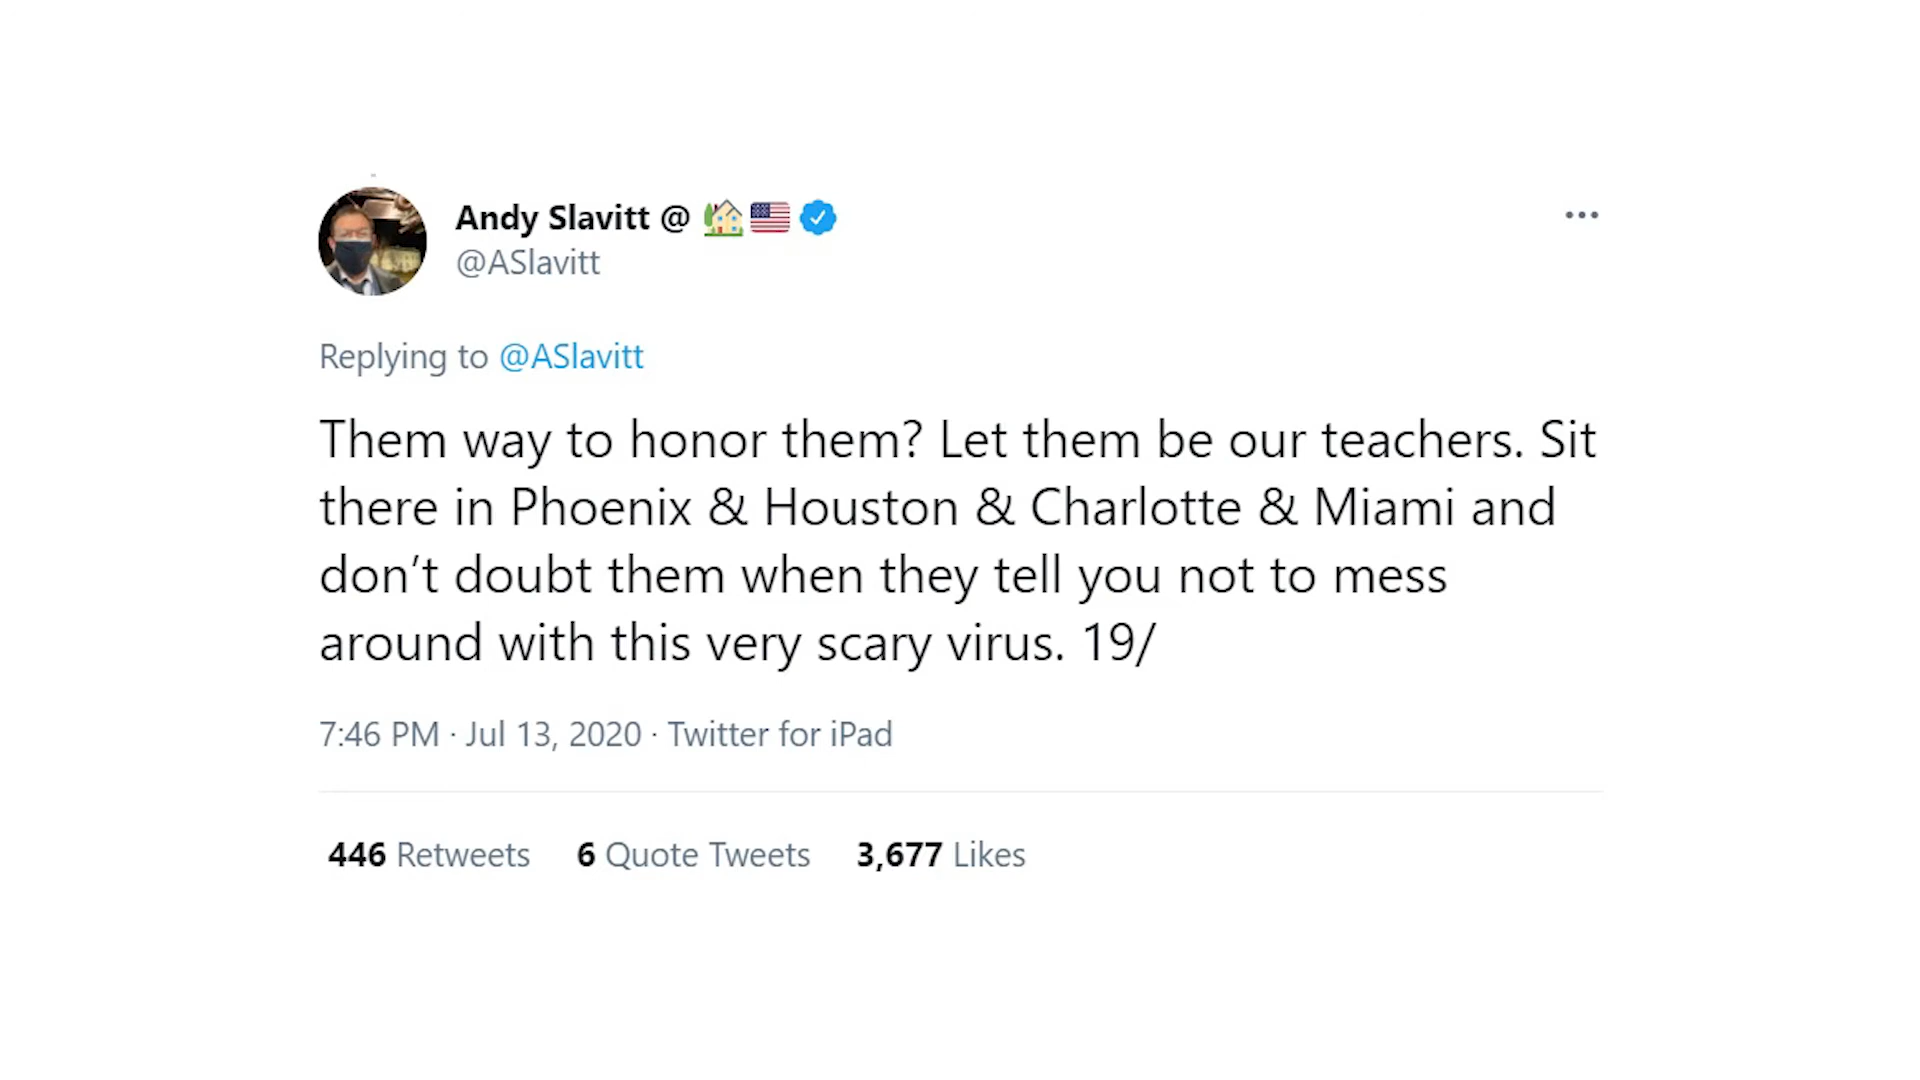 Andy Slavitt @ 🏡🇺🇸
@ASlavitt
Replying to @ASlavitt
Them way to honor them? Let them be our teachers. Sit
there in Phoenix & Houston & Charlotte & Miami and
don’t doubt them when they tell you not to mess
around with this very scary virus. 19/
7:46 PM · Jul 13, 2020 · Twitter for iPad
446 Retweets 6 Quote Tweets 3,677 Likes